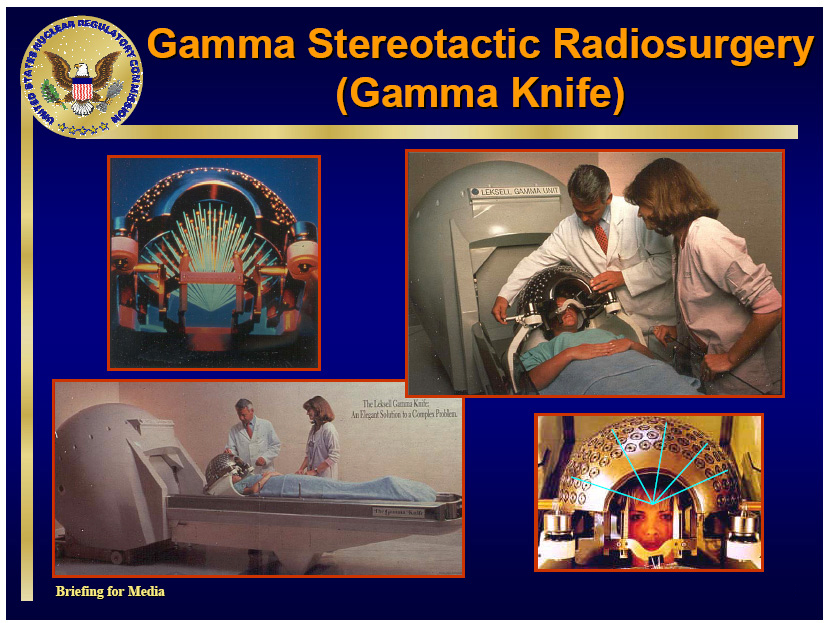 Gamma Stereotactic Radiosurgery
(Gamma Knife)
UNITED STATES NUCLEAR REGULATORY COMMISSION
LEKSELL GAMMA UNIT
The Leksell Gamma Knife:
An Elegant Solution to a Complex Problem.
The Gamma Knife
Briefing for Media